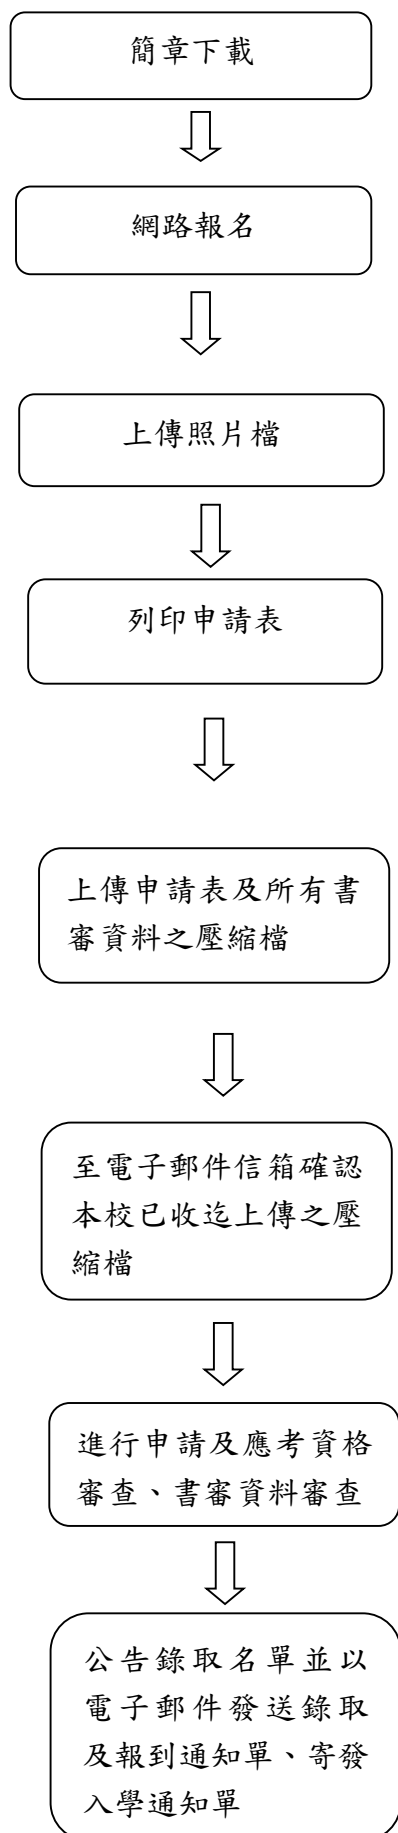 簡章下載
網路報名
上傳照片檔
列印申請表
上傳申請表及所有書
審資料之壓縮檔
至電子郵件信箱確認
本校已收迄上傳之壓
縮檔
進行申請及應考資格
審查、書審資料審查
公告錄取名單並以
電子郵件發送錄取
及報到通知單、寄發
入學通知單